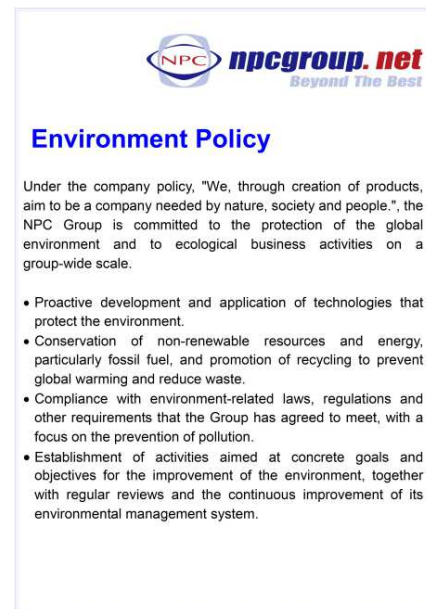 NPC npcgroup. net
Beyond The Best
Environment Policy
Under the company policy, "We, through creation of products,
aim to be a company needed by nature, society and people.", the
NPC Group is committed to the protection of the global
environment and to ecological business activities on a
group-wide scale.
• Proactive development and application of technologies that
protect the environment.
• Conservation of non-renewable resources and energy,
particularly fossil fuel, and promotion of recycling to prevent
global warming and reduce waste.
• Compliance with environment-related laws, regulations and
other requirements that the Group has agreed to meet, with a
focus on the prevention of pollution.
• Establishment of activities aimed at concrete goals and
objectives for the improvement of the environment, together
with regular reviews and the continuous improvement of its
environmental management system.